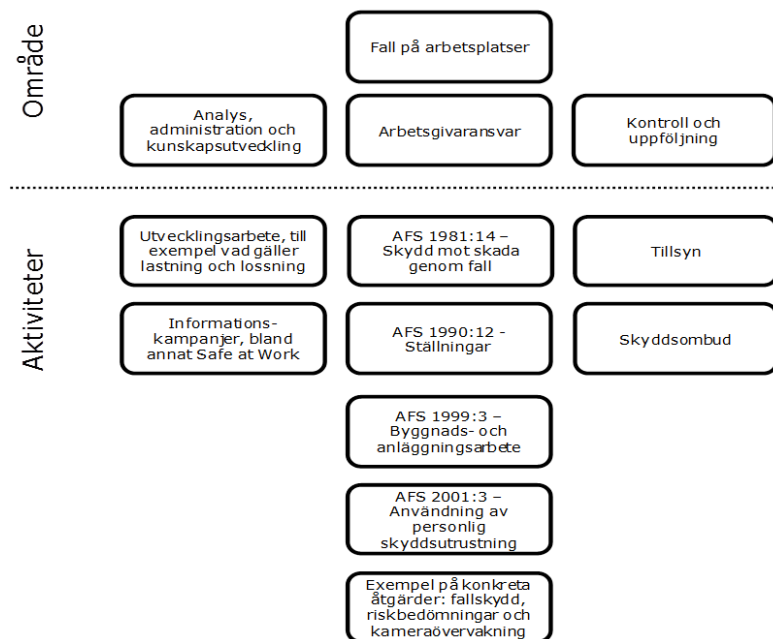 Område
Fall på arbetsplatser
Analys,
administration och
kunskapsutveckling
Arbetsgivaransvar
Kontroll och
uppföljning
Aktiviteter
Utvecklingsarbete, till
exempel vad gäller
lastning och lossning
AFS 1981:14 –
Skydd mot skada
genom fall
Tillsyn
Informations-
kampanjer, bland
annat Safe at Work
AFS 1990:12 -
Ställningar
Skyddsombud
AFS 1999:3 –
Byggnads- och
anläggningsarbete
AFS 2001:3 –
Användning av
personlig
skyddsutrustning
Exempel på konkreta
åtgärder: fallskydd,
riskbedömningar och
kameraövervakning